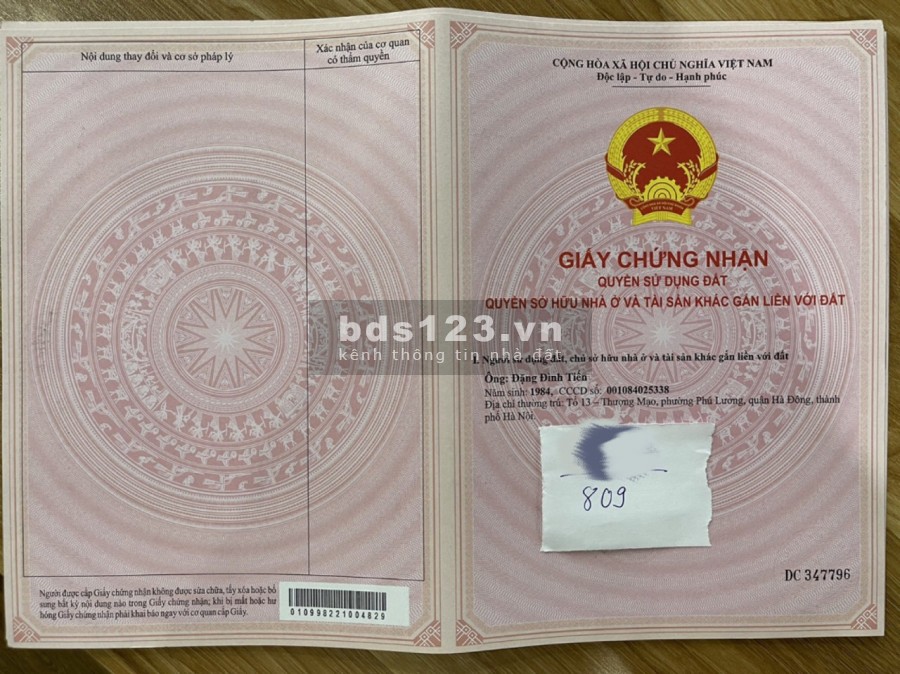 Nội dung thay đổi và cơ sở pháp lý
Xác nhận của cơ quan
có thẩm quyền
Người được cấp Giấy chứng nhận không được sửa chữa, tẩy xóa hoặc bổ
sung bất kỳ nội dung nào trong Giấy chứng nhận; khi bị mất hoặc hư
hỏng Giấy chứng nhận phải khai báo ngay với cơ quan cấp Giấy.
010998221004829
CỘNG HÒA XÃ HỘI CHỦ NGHĨA VIỆT NAM
Độc lập - Tự do - Hạnh phúc
GIẤY CHỨNG NHẬN
QUYỀN SỬ DỤNG ĐẤT
QUYỀN SỞ HỮU NHÀ Ở VÀ TÀI SẢN KHÁC GẮN LIỀN VỚI ĐẤT
bds123.vn
kênh thông tin nhà đất
I. Người sử dụng đất, chủ sở hữu nhà ở và tài sản khác gắn liền với đất
Ông: Đặng Đình Tiến
Năm sinh: 1984, CCCD số: 001084025338
Địa chỉ thường trú: Tổ 13 – Thượng Mạo, phường Phú Lương, quận Hà Đông, thành
phố Hà Nội.
809
DC 347796